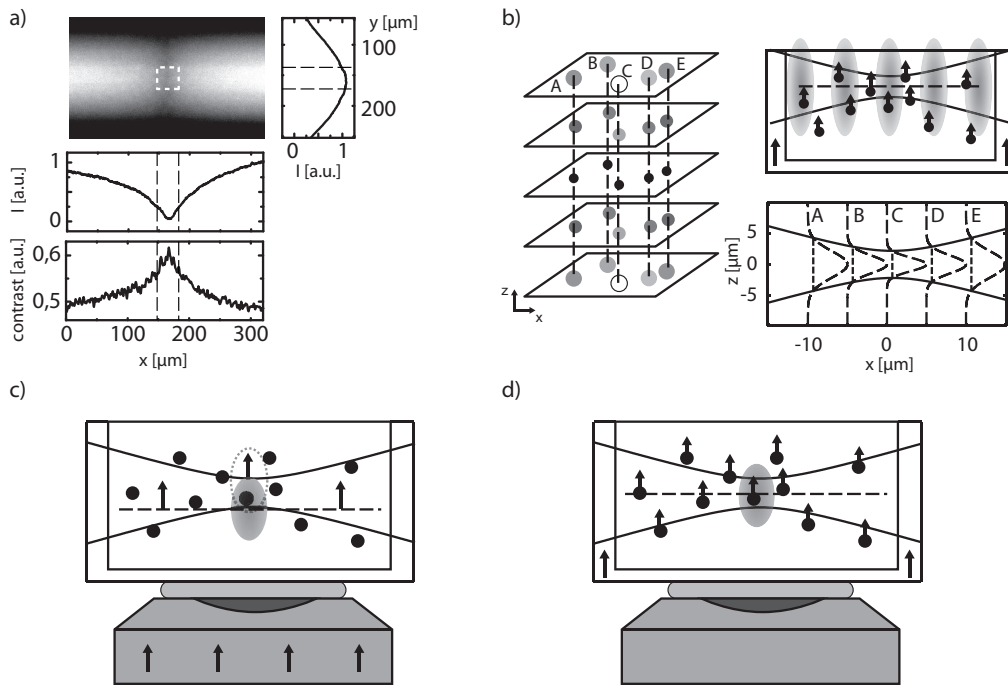 a)
y [μm]
100
200
0
1
I [a.u.]
1
0
I [a.u.]
0,6
0,5
contrast [a.u.]
0
100
200
300
x [μm]
b)
A
B
C
D
E
z
x
A
B
C
D
E
5
0
-5
z [μm]
-10
0
10
x [μm]
c)
d)